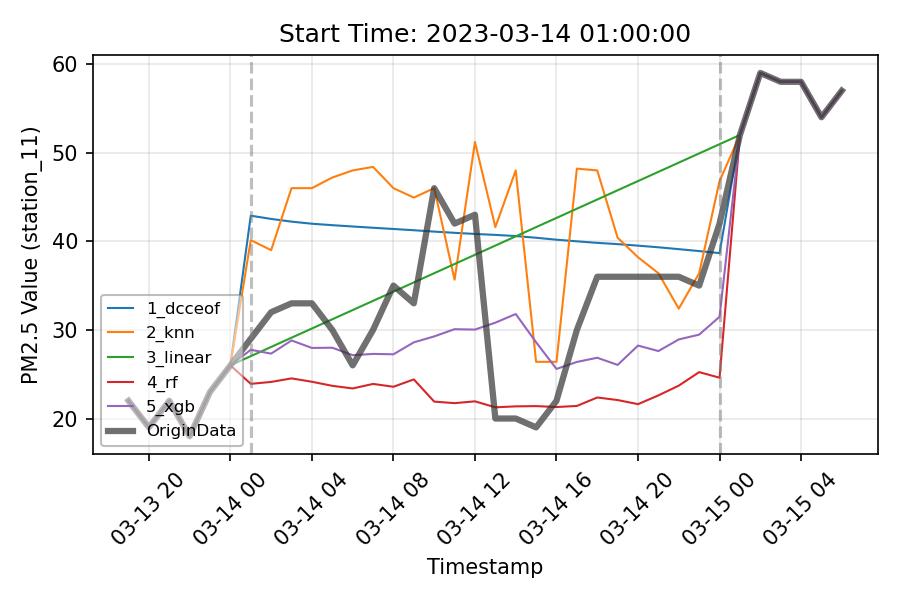 Start Time: 2023-03-14 01:00:00
60
50
40
30
20
PM2.5 Value (station_11)
1_dcceof
2_knn
3_linear
4_rf
5_xgb
OriginData
03-13 20
03-14 00
03-14 04
03-14 08
03-14 12
03-14 16
03-14 20
03-15 00
03-15 04
Timestamp